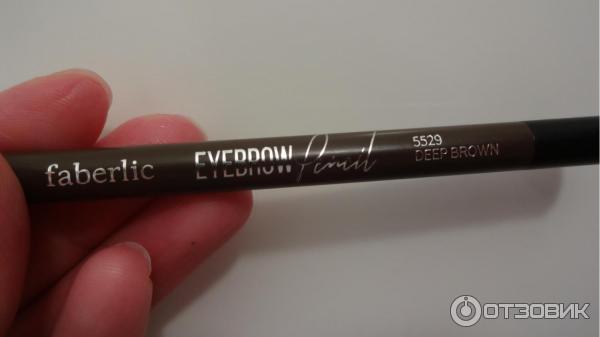 faberlic EYEBROW Pencil 5529
DEEP BROWN
ОТЗОВИК